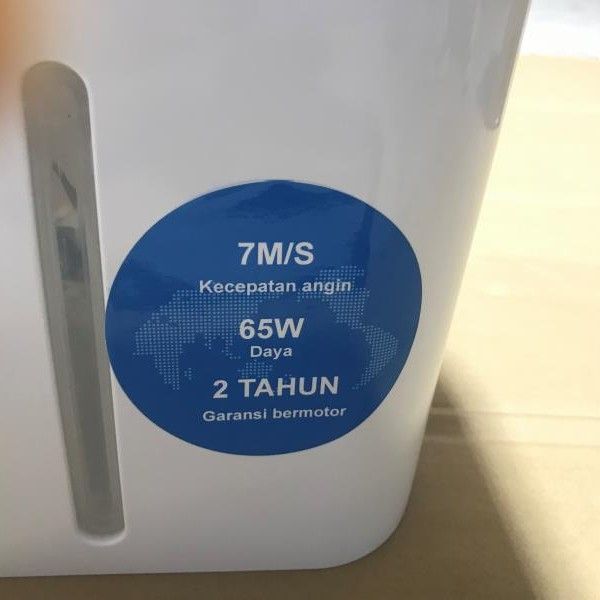 7M/S
Kecepatan angin
65W
Daya
2 TAHUN
Garansi bermotor